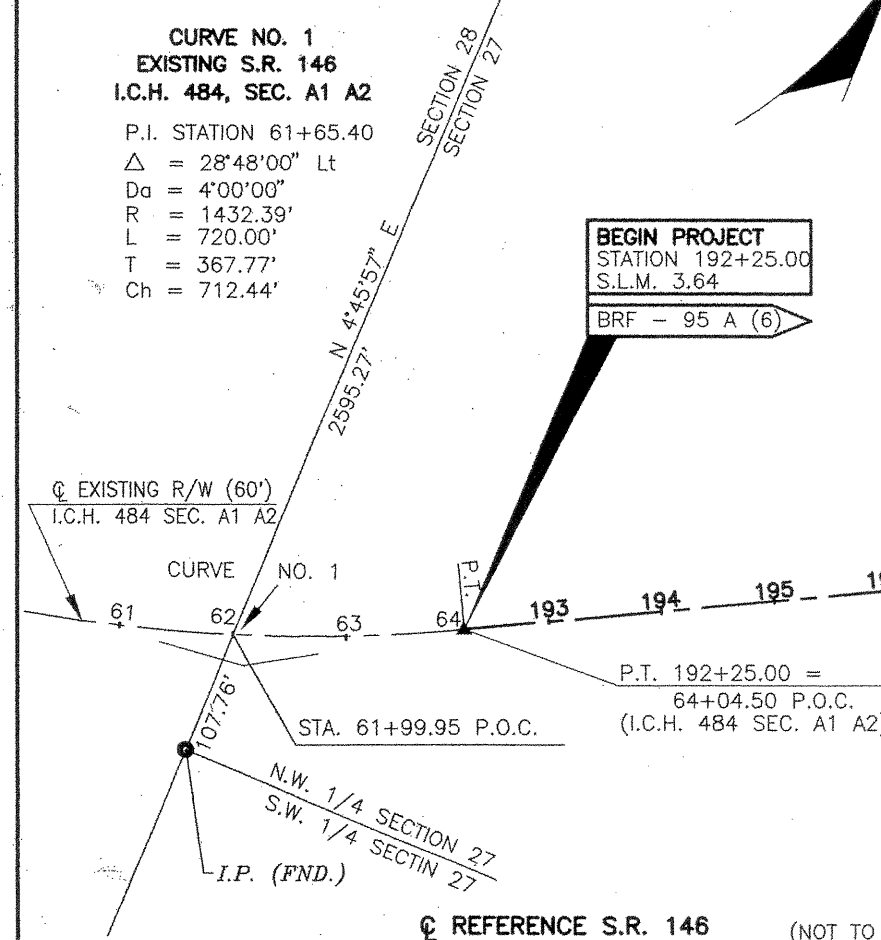 CURVE NO. 1
EXISTING S.R. 146
I.C.H. 484, SEC. A1 A2
P.I. STATION 61+65.40
△ = 28°48'00" Lt
Da = 4°00'00"
R = 1432.39'
L = 720.00'
T = 367.77'
Ch = 712.44'
SECTION 28
SECTION 27
N 4°45'57" E
2595.27'
BEGIN PROJECT
STATION 192+25.00
S.L.M. 3.64
BRF - 95 A (6)
℄ EXISTING R/W (60')
I.C.H. 484 SEC. A1 A2
CURVE NO. 1
P.T.
61
62
63
64
193
194
195
107.76'
STA. 61+99.95 P.O.C.
P.T. 192+25.00 =
64+04.50 P.O.C.
(I.C.H. 484 SEC. A1 A2)
N.W. 1/4 SECTION 27
S.W. 1/4 SECTIN 27
I.P. (FND.)
℄ REFERENCE S.R. 146
(NOT TO